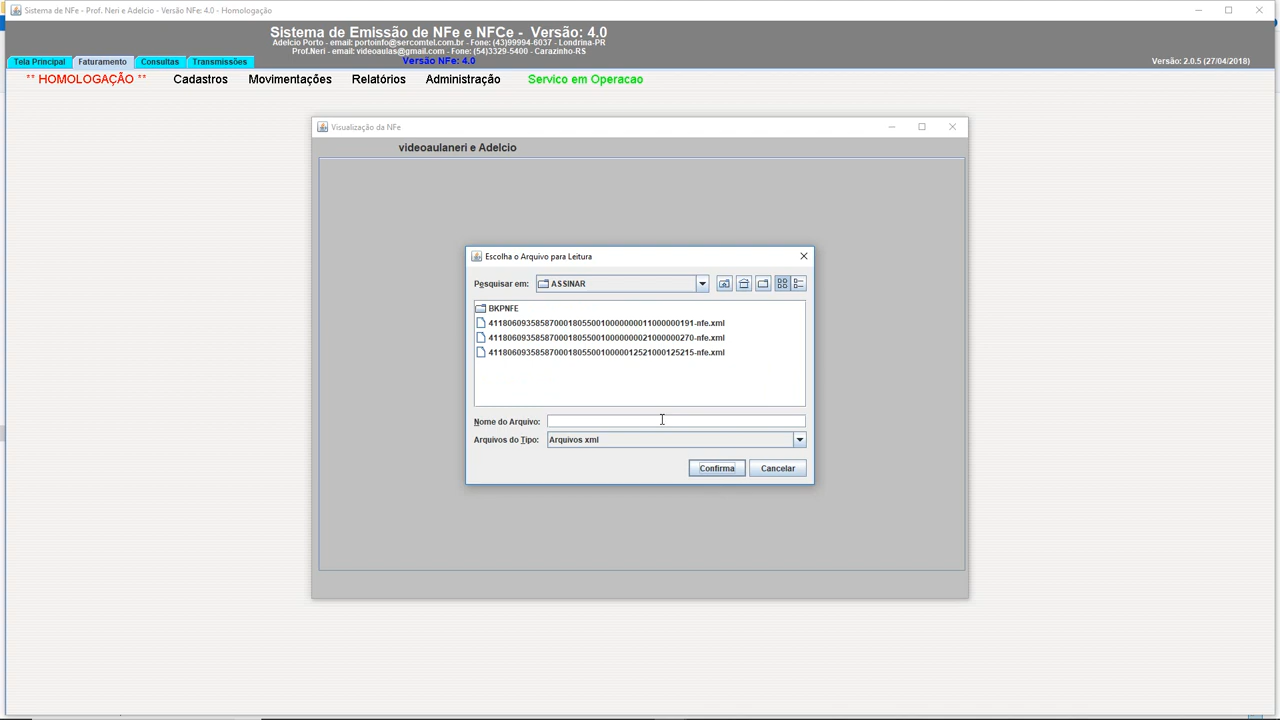 Sistema de NFe - Prof. Neri e Adelcio - Versão NFe: 4.0 - Homologação
Sistema de Emissão de NFe e NFCe - Versão: 4.0
Adelcio Porto - email: portoinfo@sercomtel.com.br - Fone: (43)99994-6037 - Londrina-PR
Prof.Neri - email: videoaulas@gmail.com - Fone: (54)3329-5400 - Carazinho-RS
Tela Principal Faturamento Consultas Transmissões Versão NFe: 4.0 Versão: 2.0.5 (27/04/2018)
** HOMOLOGAÇÃO ** Cadastros Movimentações Relatórios Administração Servico em Operacao
Visualização da NFe
videoaulaneri e Adelcio
Escolha o Arquivo para Leitura
Pesquisar em: ASSINAR
BKPNFE
41180609358587000180550010000000011000000191-nfe.xml
41180609358587000180550010000000021000000270-nfe.xml
41180609358587000180550010000012521000125215-nfe.xml
Nome do Arquivo:
Arquivos do Tipo: Arquivos xml
Confirma Cancelar